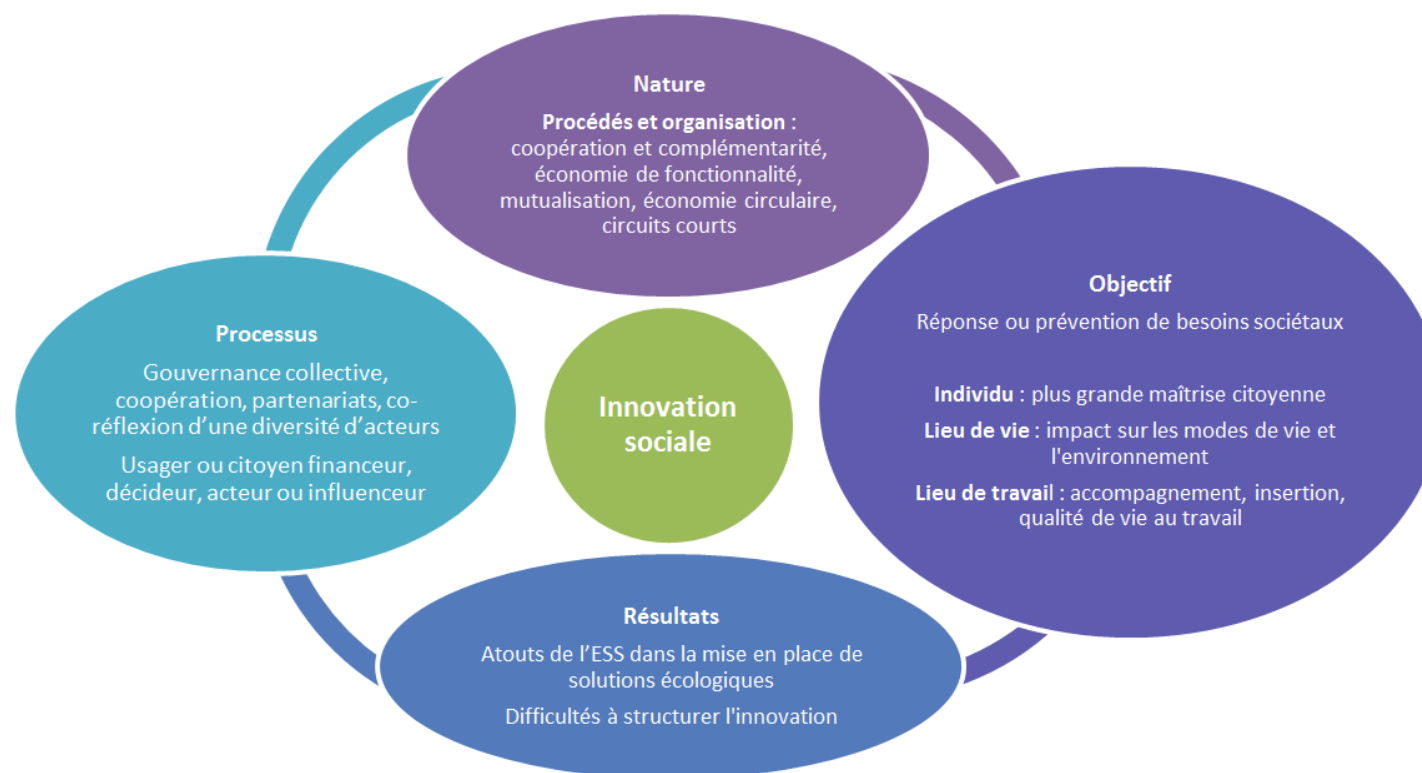 Nature
Procédés et organisation :
coopération et complémentarité,
économie de fonctionnalité,
mutualisation, économie circulaire,
circuits courts
Objectif
Réponse ou prévention de besoins sociétaux
Individu : plus grande maîtrise citoyenne
Lieu de vie : impact sur les modes de vie et
l'environnement
Lieu de travail : accompagnement, insertion,
qualité de vie au travail
Résultats
Atouts de l’ESS dans la mise en place de
solutions écologiques
Difficultés à structurer l'innovation
Processus
Gouvernance collective,
coopération, partenariats, co-
réflexion d’une diversité d’acteurs
Usager ou citoyen financeur,
décideur, acteur ou influenceur
Innovation
sociale